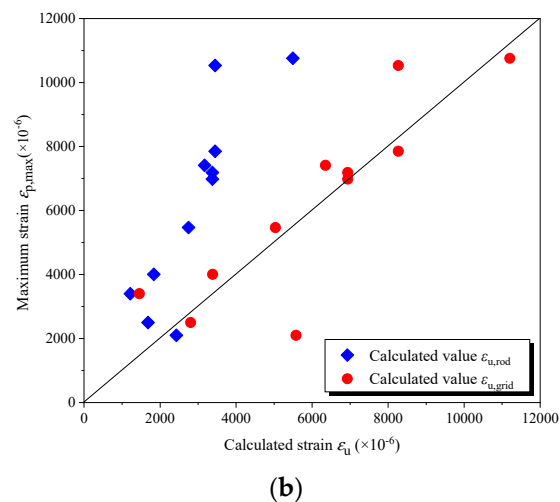 12000
10000
8000
6000
4000
2000
0
Maximum strain εp,max(×10-6)
0 2000 4000 6000 8000 10000 12000
Calculated strain εu (×10-6)
Calculated value εu,rod
Calculated value εu,grid
(b)